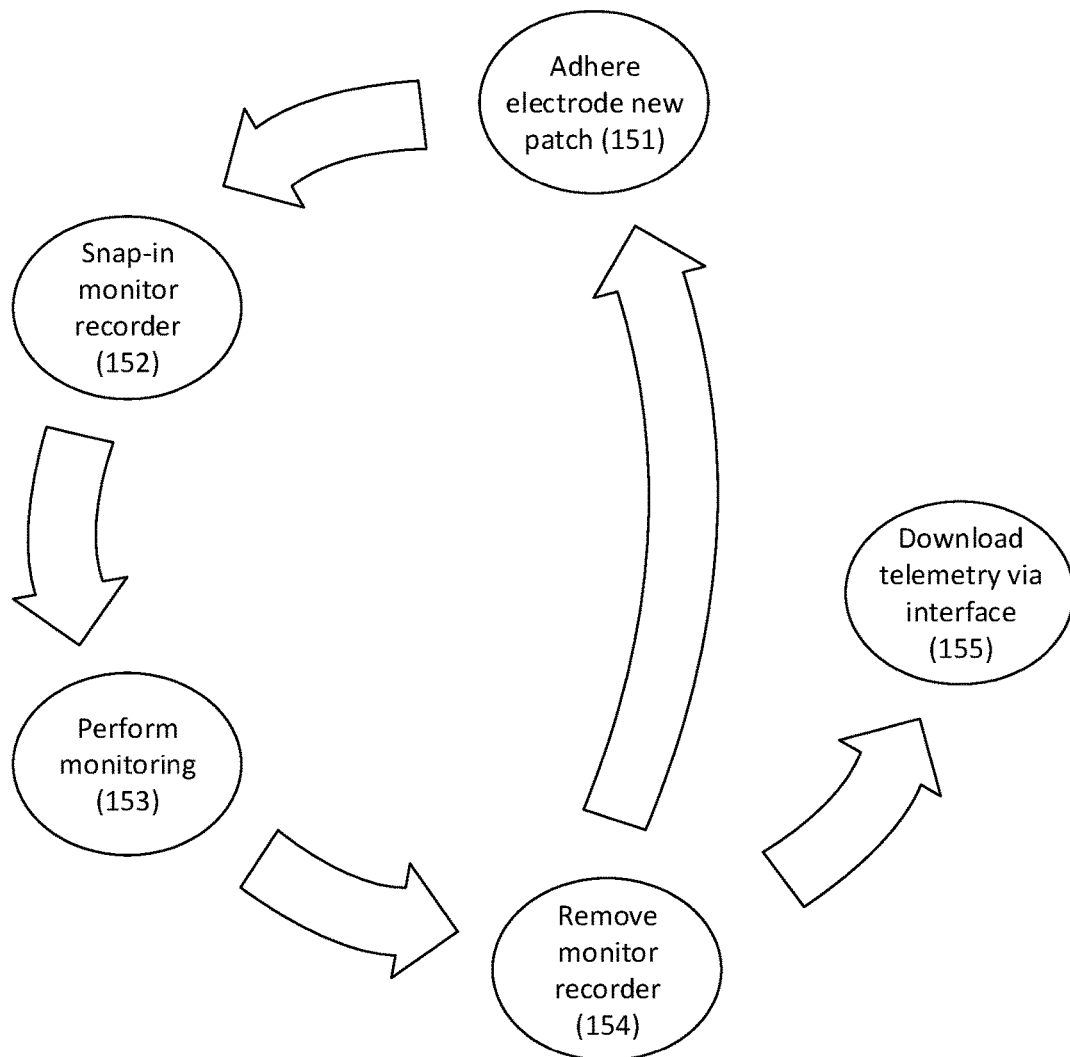 Adhere
electrode new
patch (151)
Snap-in
monitor
recorder
(152)
Perform
monitoring
(153)
Remove
monitor
recorder
(154)
Download
telemetry via
interface
(155)